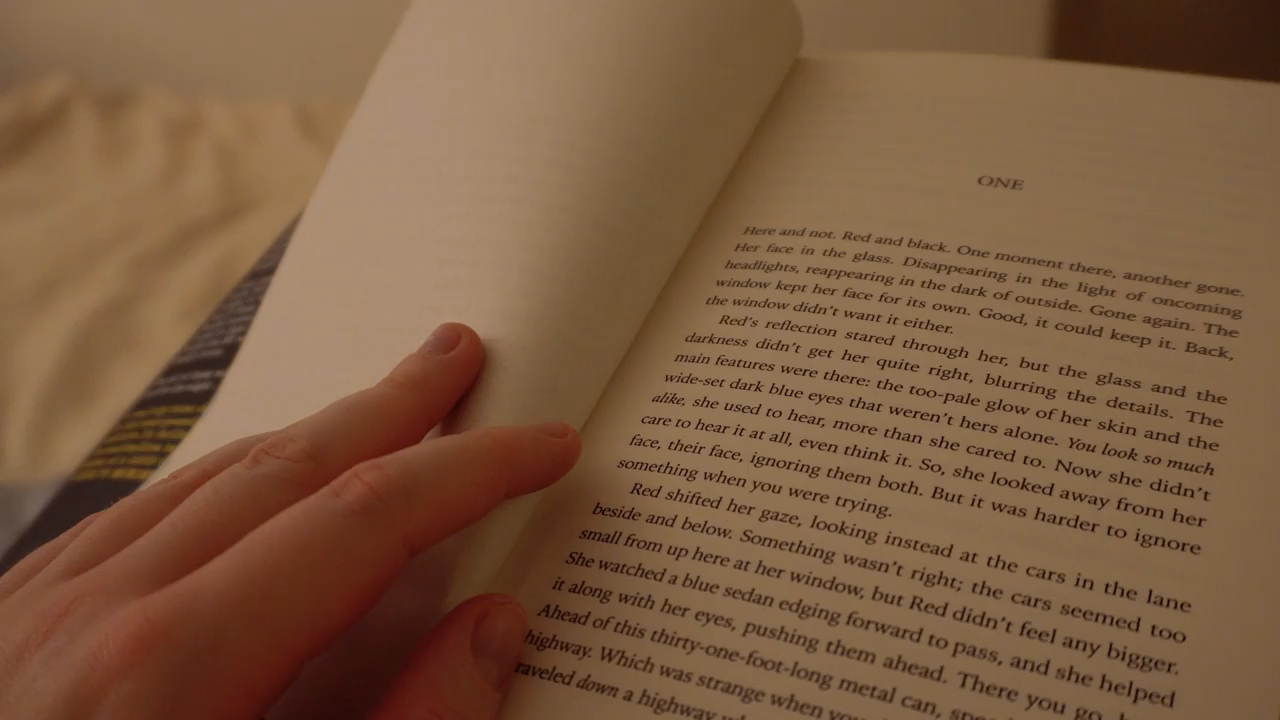 ONE
Here and not. Red and black. One moment there, another gone.
Her face in the glass. Disappearing in the light of oncoming
headlights, reappearing in the dark of outside. Gone again. The
window kept her face for its own. Good, it could keep it. Back,
the window didn't want it either.
Red's reflection stared through her, but the glass and the
darkness didn't get her quite right, blurring the details. The
main features were there: the too-pale glow of her skin and the
wide-set dark blue eyes that weren't hers alone. You look so much
alike, she used to hear, more than she cared to. Now she didn't
care to hear it at all, even think it. So, she looked away from her
face, their face, ignoring them both. But it was harder to ignore
something when you were trying.
Red shifted her gaze, looking instead at the cars in the lane
beside and below. Something wasn't right; the cars seemed too
small from up here at her window, but Red didn't feel any bigger.
She watched a blue sedan edging forward to pass, and she helped
it along with her eyes, pushing them ahead. There you go,
Ahead of this thirty-one-foot-long metal can,
highway. Which was strange when you
raveled down a highway